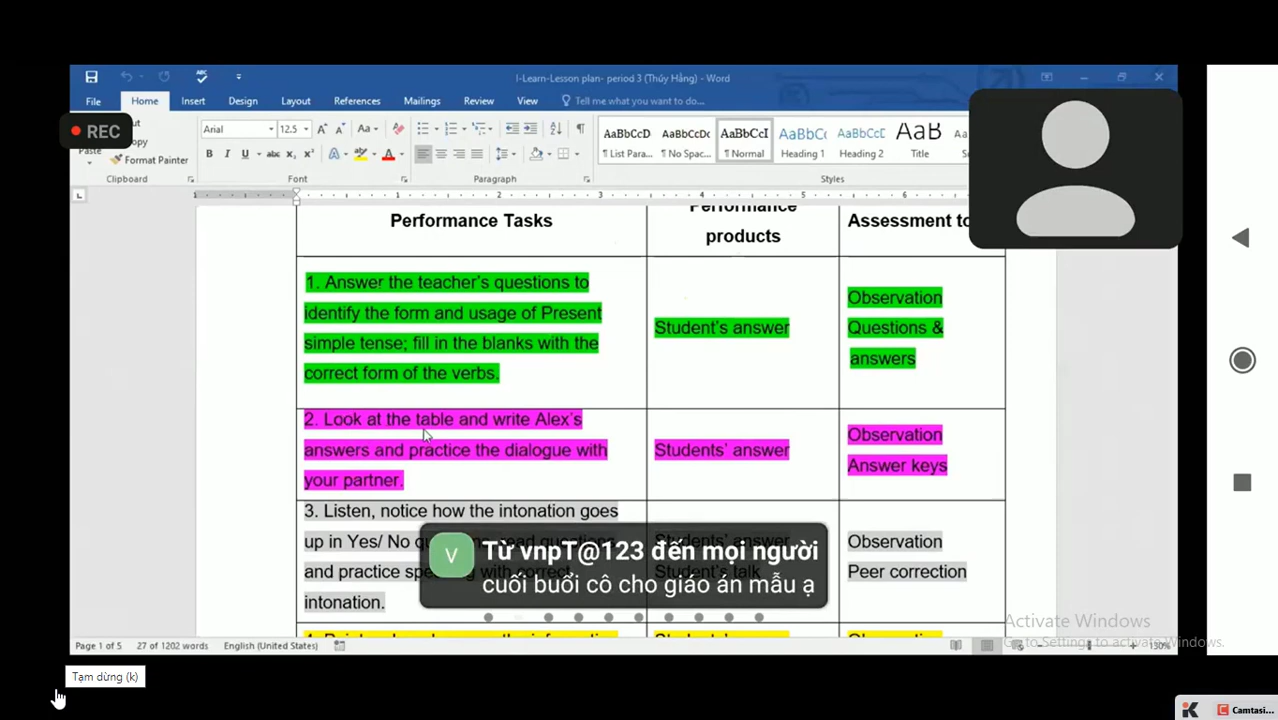 I-Learn-Lesson plan- period 3 (Thúy Hằng) - Word
File Home Insert Design Layout References Mailings Review View Tell me what you want to do...
REC
Format Painter
Clipboard
Arial 12.5
Font
Paragraph
AaBbCcD AaBbCcDc AaBbCcI AaBbCcC AaBbCcE AaB
¶ List Para... ¶ No Spac... ¶ Normal Heading 1 Heading 2 Title
Styles
Performance Tasks
Performance
products
Assessment to
1. Answer the teacher's questions to
identify the form and usage of Present
simple tense; fill in the blanks with the
correct form of the verbs.
Student's answer
Observation
Questions &
answers
2. Look at the table and write Alex's
answers and practice the dialogue with
your partner.
Students' answer
Observation
Answer keys
3. Listen, notice how the intonation goes
up in Yes/ No
and practice
intonation.
Observation
Peer correction
V
Từ vnpT@123 đến mọi người
cuối buổi cô cho giáo án mẫu ạ
Activate Windows
Go to Settings to activate Windows.
Page 1 of 5 27 of 1202 words English (United States)
130%
Tạm dừng (k)
Camtasi...